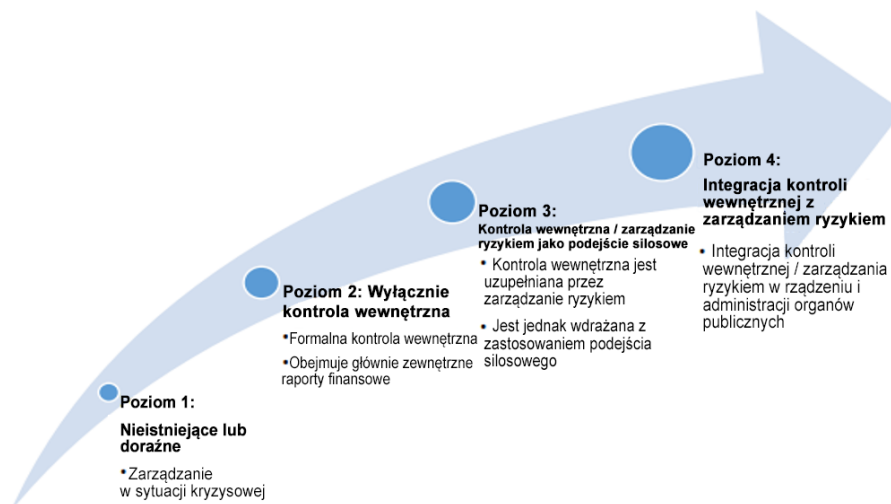 Poziom 1:
Nieistniejące lub
doraźne
•Zarządzanie
w sytuacji kryzysowej
Poziom 2: Wyłącznie
kontrola wewnętrzna
•Formalna kontrola wewnętrzna
•Obejmuje głównie zewnętrzne
raporty finansowe
Poziom 3:
Kontrola wewnętrzna / zarządzanie
ryzykiem jako podejście silosowe
• Kontrola wewnętrzna jest
uzupełniana przez
zarządzanie ryzykiem
• Jest jednak wdrażana z
zastosowaniem podejścia
silosowego
Poziom 4:
Integracja kontroli
wewnętrznej z
zarządzaniem ryzykiem
• Integracja kontroli
wewnętrznej / zarządzania
ryzykiem w rządzeniu i
administracji organów
publicznych